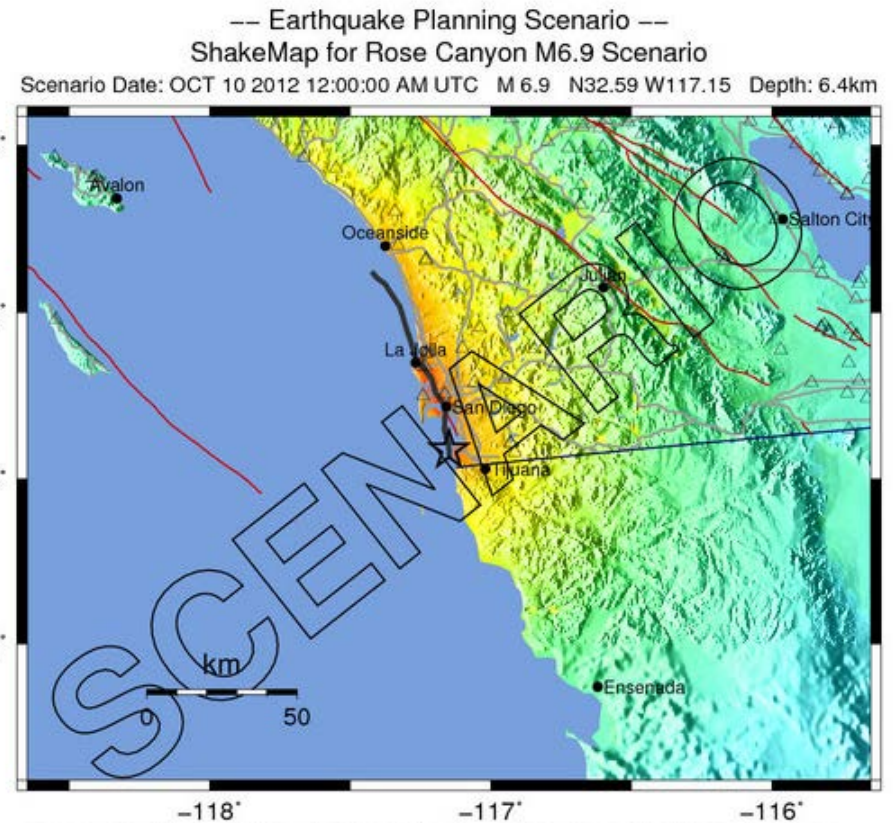 -- Earthquake Planning Scenario --
ShakeMap for Rose Canyon M6.9 Scenario
Scenario Date: OCT 10 2012 12:00:00 AM UTC M 6.9 N32.59 W117.15 Depth: 6.4km
Avalon
Salton City
Oceanside
Julian
La Jolla
San Diego
Tijuana
SCENARIO
km
0 50
Ensenada
-118° -117° -116°